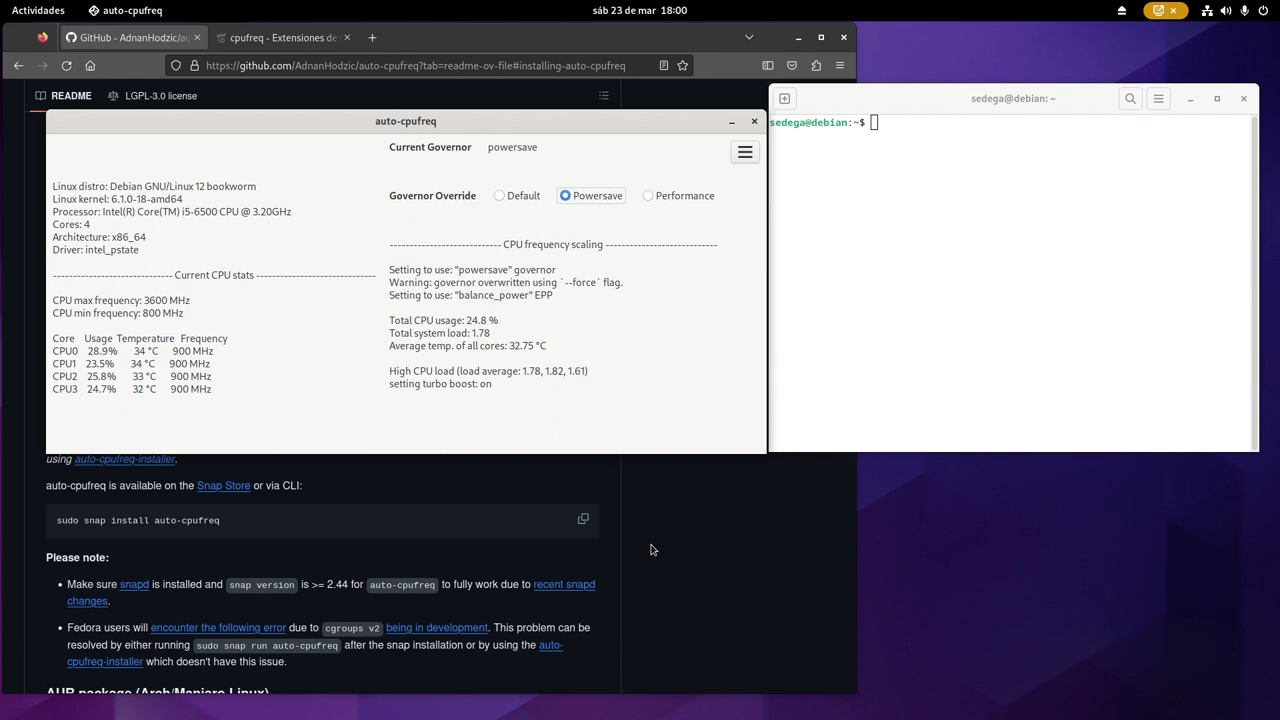 Actividades
auto-cpufreq
sáb 23 de mar 18:00
GitHub - AdnanHodzic/au
cpufreq - Extensiones de
https://github.com/AdnanHodzic/auto-cpufreq?tab=readme-ov-file#installing-auto-cpufreq
README
LGPL-3.0 license
auto-cpufreq
Current Governor powersave
Governor Override Default Powersave Performance
Linux distro: Debian GNU/Linux 12 bookworm
Linux kernel: 6.1.0-18-amd64
Processor: Intel(R) Core(TM) i5-6500 CPU @ 3.20GHz
Cores: 4
Architecture: x86_64
Driver: intel_pstate
------------------------------ Current CPU stats ------------------------------
CPU max frequency: 3600 MHz
CPU min frequency: 800 MHz
Core Usage Temperature Frequency
CPU0 28.9% 34 °C 900 MHz
CPU1 23.5% 34 °C 900 MHz
CPU2 25.8% 33 °C 900 MHz
CPU3 24.7% 32 °C 900 MHz
---------------------------- CPU frequency scaling ----------------------------
Setting to use: "powersave" governor
Warning: governor overwritten using `--force` flag.
Setting to use: "balance_power" EPP
Total CPU usage: 24.8 %
Total system load: 1.78
Average temp. of all cores: 32.75 °C
High CPU load (load average: 1.78, 1.82, 1.61)
setting turbo boost: on
sedega@debian: ~
sedega@debian:~$
using auto-cpufreq-installer.
auto-cpufreq is available on the Snap Store or via CLI:
sudo snap install auto-cpufreq
Please note:
• Make sure snapd is installed and snap version is >= 2.44 for auto-cpufreq to fully work due to recent snapd
changes.
• Fedora users will encounter the following error due to cgroups v2 being in development. This problem can be
resolved by either running sudo snap run auto-cpufreq after the snap installation or by using the auto-
cpufreq-installer which doesn't have this issue.
AUR package (Arch/Manjaro Linux)